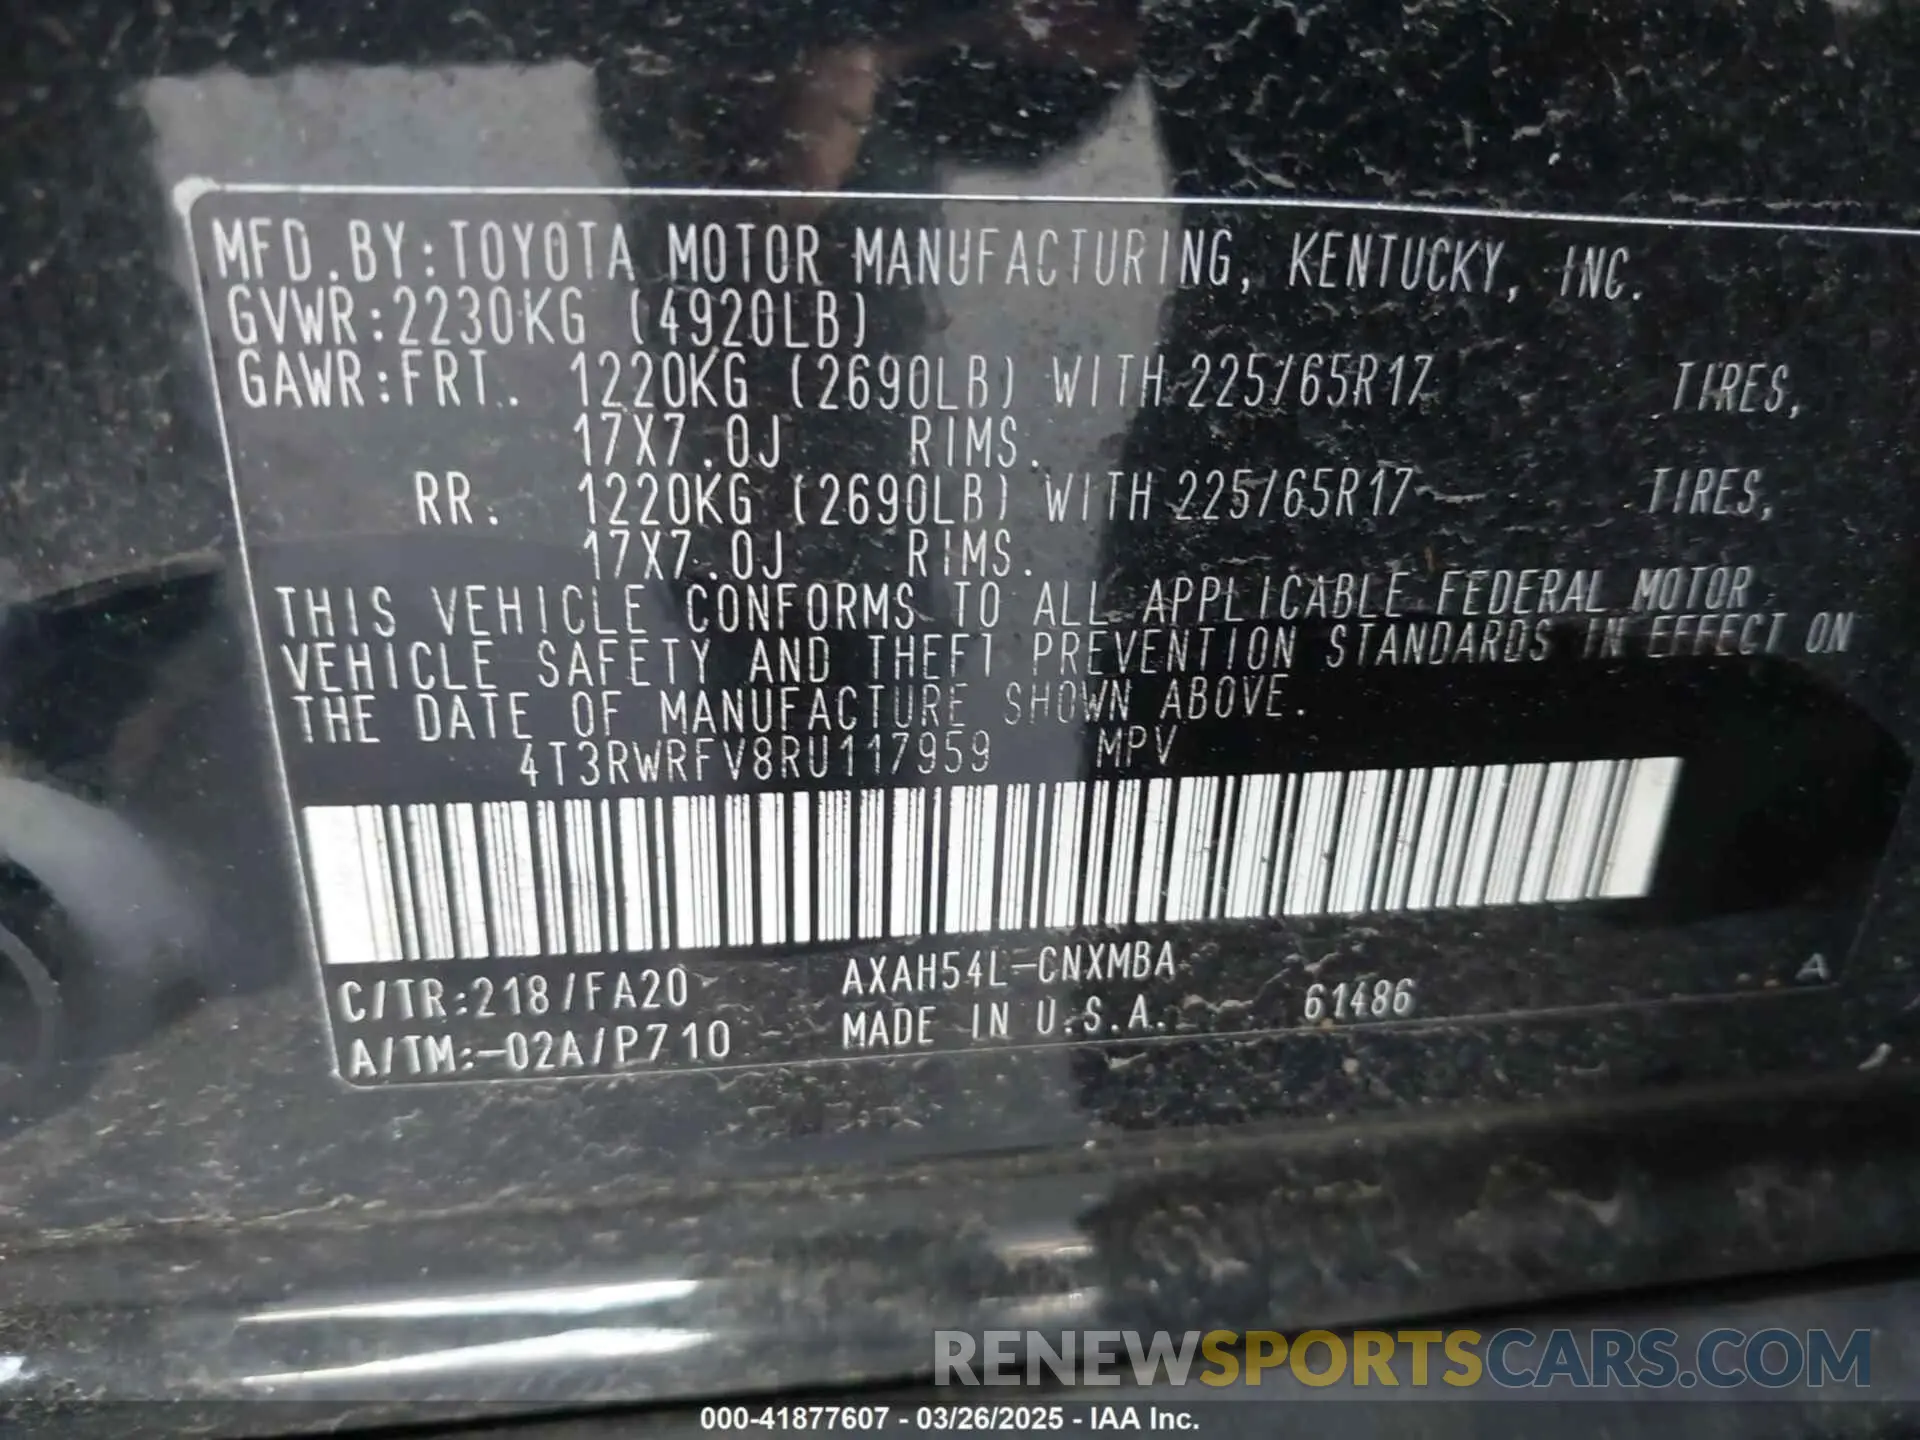 MFD.BY:TOYOTA MOTOR MANUFACTURING, KENTUCKY, INC.
GVWR:2230KG (4920LB)
GAWR:FRT. 1220KG (2690LB) WITH 225/65R17 TIRES,
17X7.0J RIMS.
RR. 1220KG (2690LB) WITH 225/65R17 TIRES,
17X7.0J RIMS.
THIS VEHICLE CONFORMS TO ALL APPLICABLE FEDERAL MOTOR
VEHICLE SAFETY AND THEFT PREVENTION STANDARDS IN EFFECT ON
THE DATE OF MANUFACTURE SHOWN ABOVE.
4T3RWRFV8RU117959 MPV
C/TR:218/FA20 AXAH54L-CNXMBA A
A/TM:-02A/P710 MADE IN U.S.A. 61486
RENEWSPORTSCARS.COM
000-41877607 - 03/26/2025 - IAA Inc.